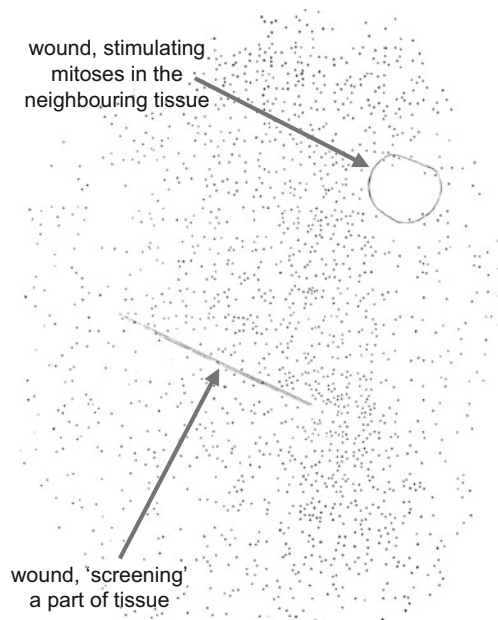 wound, stimulating
mitoses in the
neighbouring tissue
wound, ‘screening’
a part of tissue